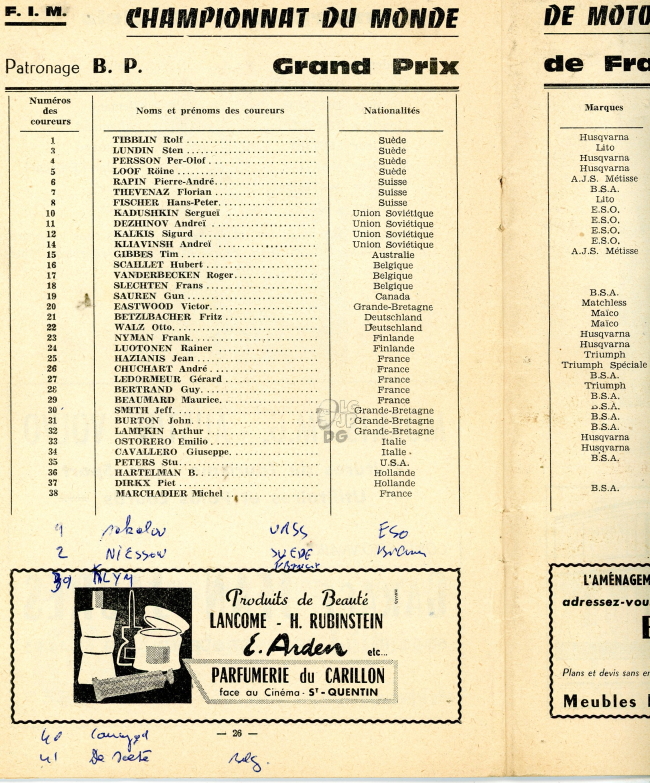 F. I. M. CHAMPIONNAT DU MONDE
Patronage B. P. Grand Prix
Numéros des coureurs Noms et prénoms des coureurs Nationalités
1 TIBBLIN Rolf Suède
3 LUNDIN Sten Suède
4 PERSSON Per-Olof Suède
5 LOOF Röine Suède
6 RAPIN Pierre-André Suisse
7 THEVENAZ Florian Suisse
8 FISCHER Hans-Peter Suisse
10 KADUSHKIN Sergueï Union Soviétique
11 DEZHINOV Andreï Union Soviétique
12 KALKIS Sigurd Union Soviétique
14 KLIAVINSH Andreï Union Soviétique
15 GIBBES Tim Australie
16 SCAILLET Hubert Belgique
17 VANDERBECKEN Roger Belgique
18 SLECHTEN Frans Belgique
19 SAUREN Gun Canada
20 EASTWOOD Victor Grande-Bretagne
21 BETZLBACHER Fritz Deutschland
22 WALZ Otto Deutschland
23 NYMAN Frank Finlande
24 LUOTONEN Rainer Finlande
25 HAZIANIS Jean France
26 CHUCHART André France
27 LEDORMEUR Gérard France
28 BERTRAND Guy France
29 BEAUMARD Maurice France
30 SMITH Jeff Grande-Bretagne
31 BURTON John Grande-Bretagne
32 LAMPKIN Arthur Grande-Bretagne
33 OSTORERO Emilio Italie
34 CAVALLERO Giuseppe Italie
35 PETERS Stu U.S.A.
36 HARTELMAN B. Hollande
37 DIRKX Piet Hollande
38 MARCHADIER Michel France
9 sokolov URSS ESO
2 NIESSON SUEDE
39 KLYM
Produits de Beauté
LANCOME - H. RUBINSTEIN
E. Arden etc...
PARFUMERIE du CARILLON
face au Cinéma - ST-QUENTIN
— 26 —
40
41 De Belg.
DE MOTO
de Fra
Marques
Husqvarna
Lito
Husqvarna
Husqvarna
A.J.S. Métisse
B.S.A.
Lito
E.S.O.
E.S.O.
E.S.O.
E.S.O.
A.J.S. Métisse
B.S.A.
Matchless
Maïco
Maïco
Husqvarna
Husqvarna
Triumph
Triumph Spéciale
B.S.A.
Triumph
B.S.A.
B.S.A.
B.S.A.
B.S.A.
Husqvarna
Husqvarna
B.S.A.
B.S.A.
L'AMÉNAGEM
adressez-vou
Plans et devis sans en
Meubles